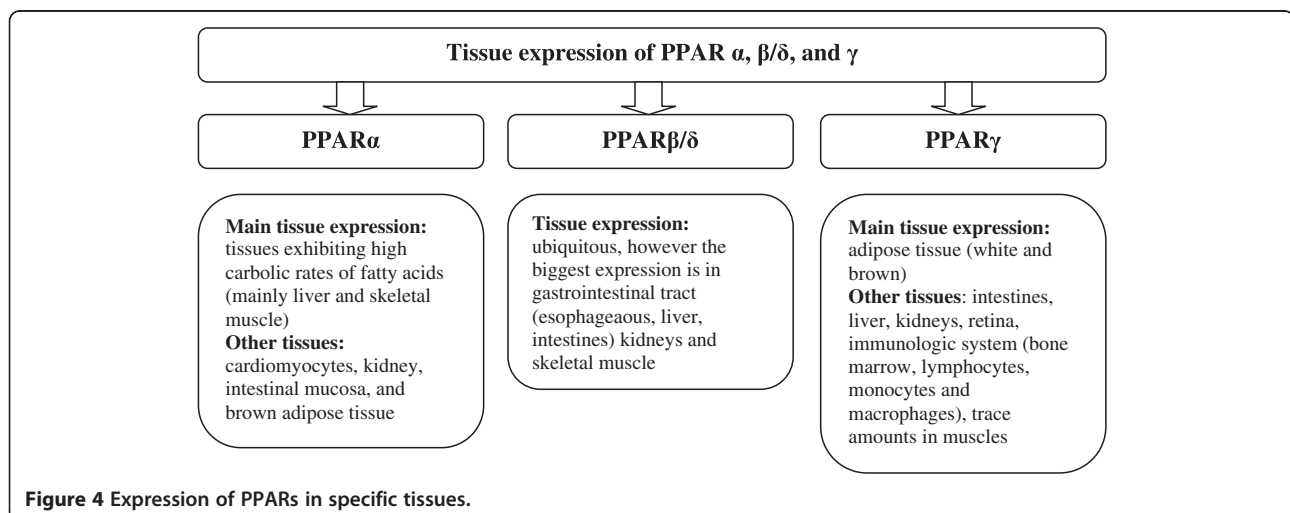 Tissue expression of PPAR α, β/δ, and γ
PPARα
PPARβ/δ
PPARγ
Main tissue expression:
tissues exhibiting high
carbolic rates of fatty acids
(mainly liver and skeletal
muscle)
Other tissues:
cardiomyocytes, kidney,
intestinal mucosa, and
brown adipose tissue
Tissue expression:
ubiquitous, however the
biggest expression is in
gastrointestinal tract
(esophageaous, liver,
intestines) kidneys and
skeletal muscle
Main tissue expression:
adipose tissue (white and
brown)
Other tissues: intestines,
liver, kidneys, retina,
immunologic system (bone
marrow, lymphocytes,
monocytes and
macrophages), trace
amounts in muscles
Figure 4 Expression of PPARs in specific tissues.